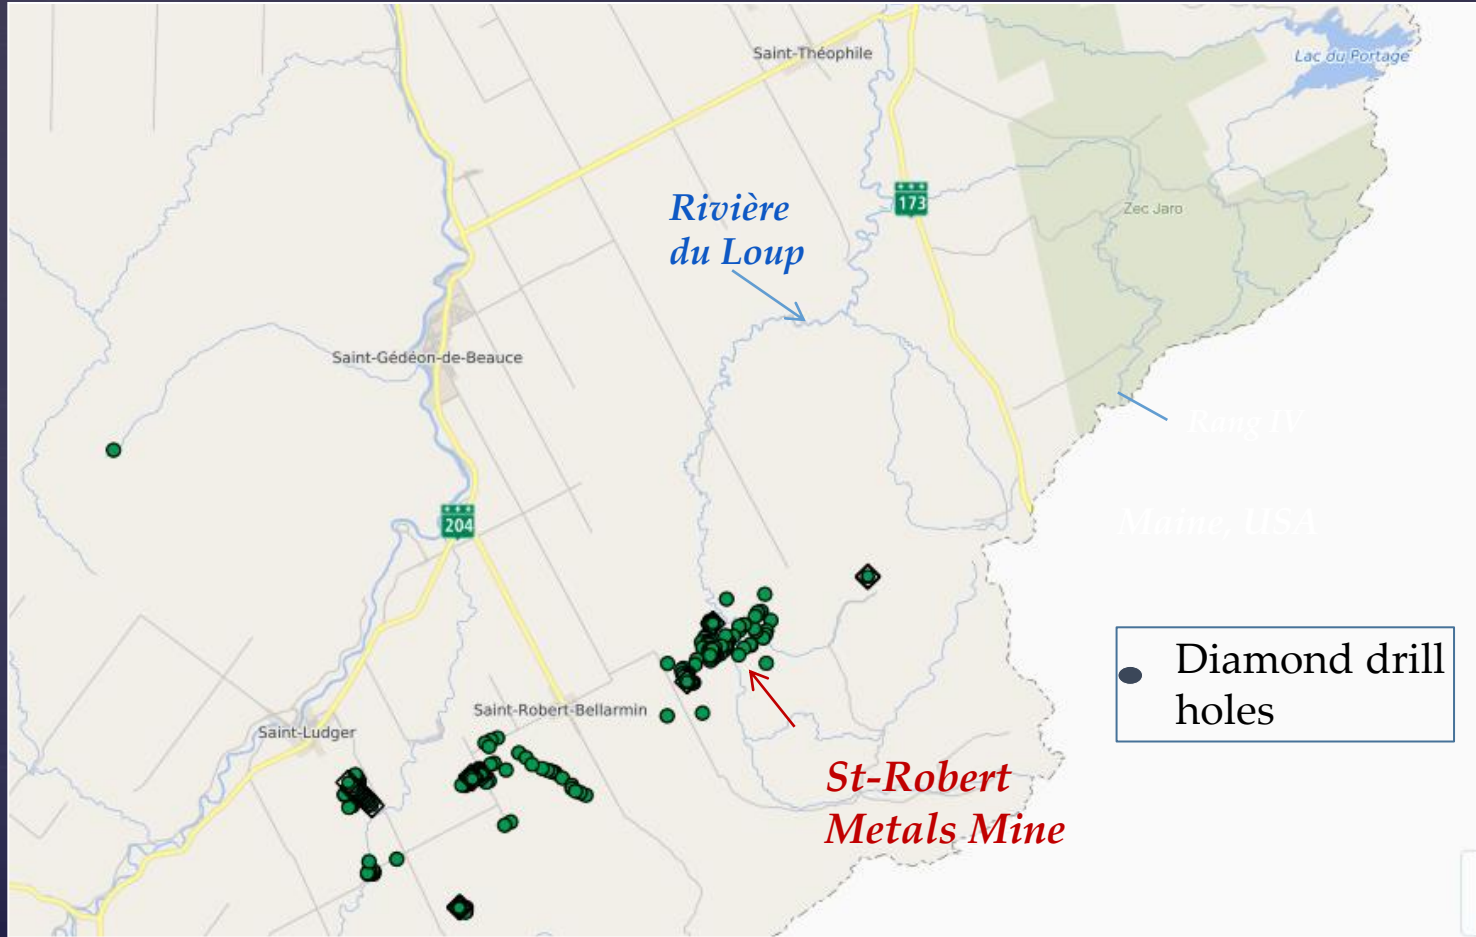 Saint-Théophile
Lac du Portage
Rivière
du Loup
173
Zec Jaro
Saint-Gédéon-de-Beauce
Rang IV
204
Maine, USA
Diamond drill
holes
Saint-Robert-Bellarmin
Saint-Ludger
St-Robert
Metals Mine